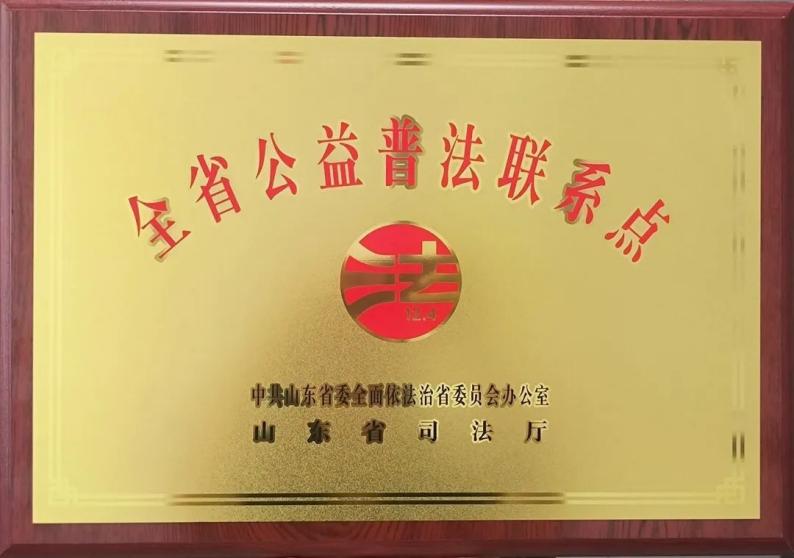 全省公益普法联系点
法
12.4
中共山东省委全面依法治省委员会办公室
山东省司法厅